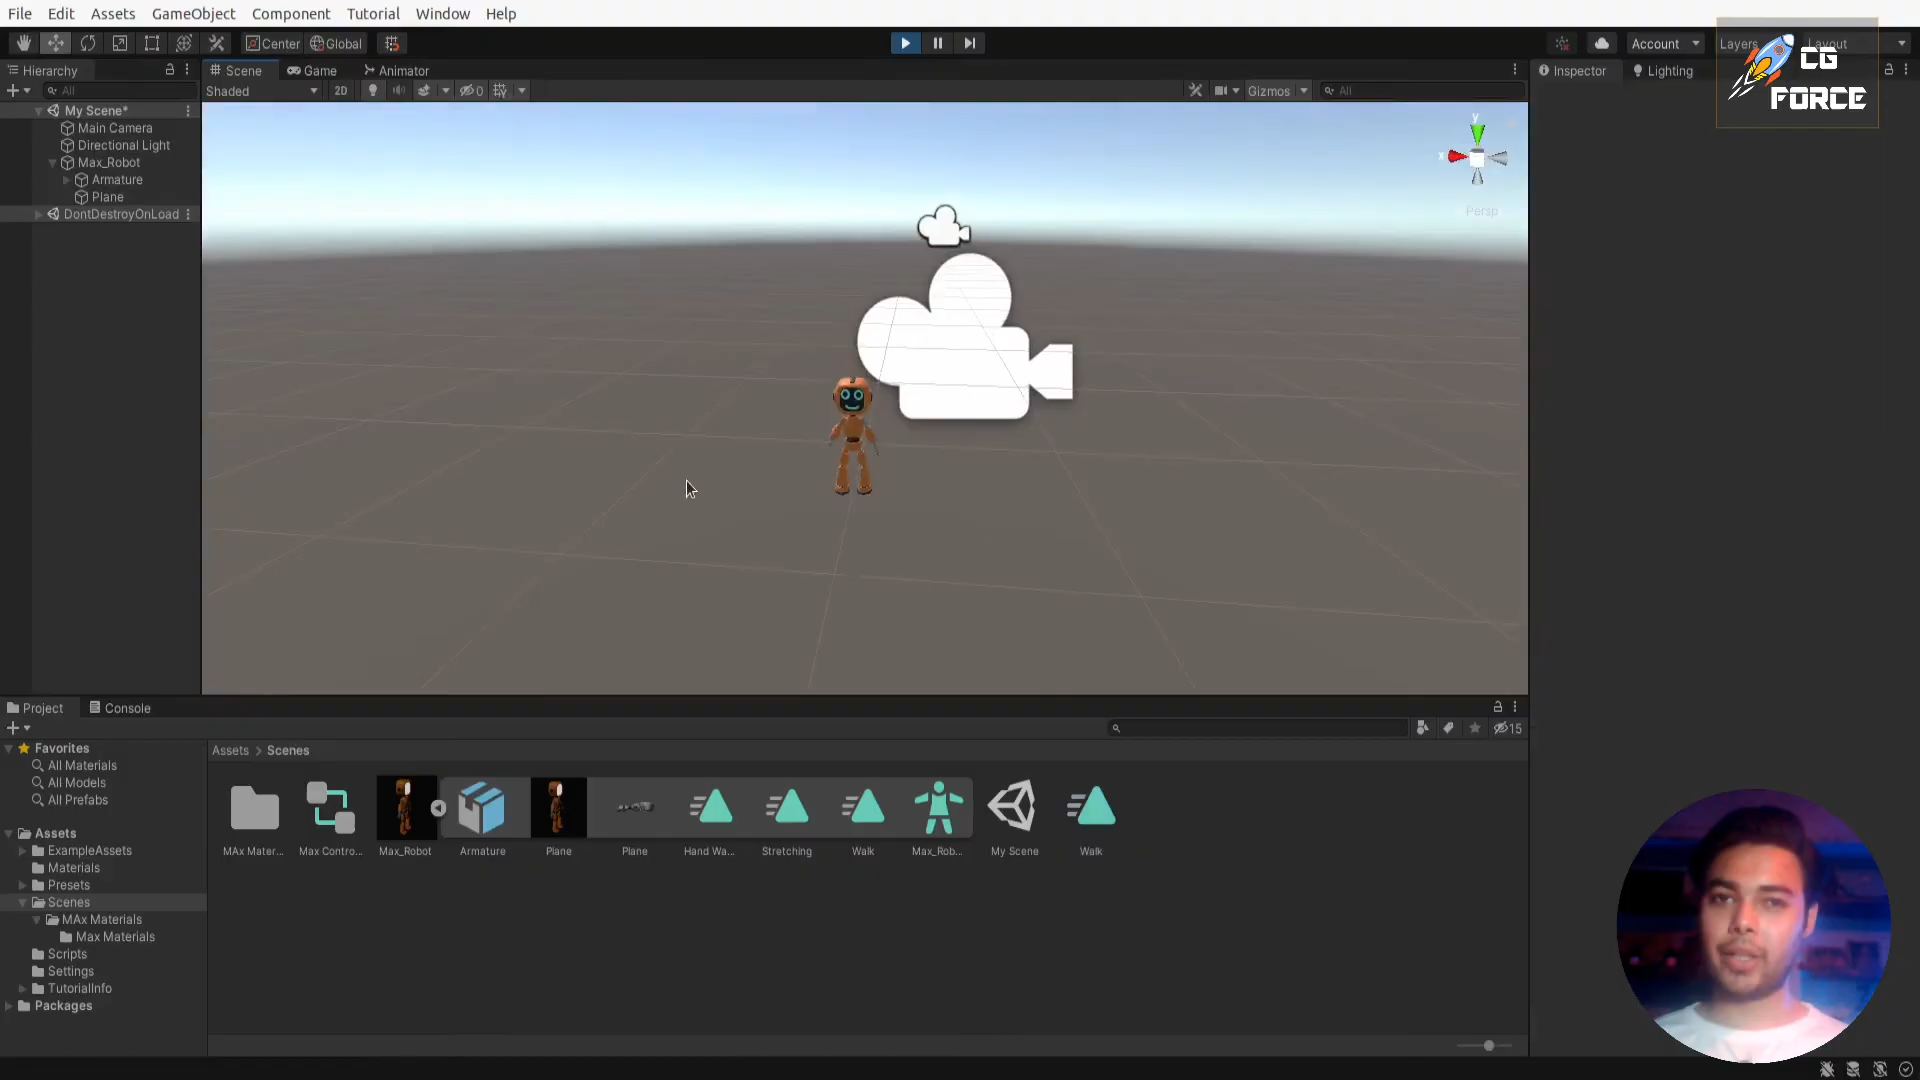 File Edit Assets GameObject Component Tutorial Window Help
Center Global
Account Layers Layout
CG FORCE
Hierarchy
Scene Game Animator
Inspector Lighting
All
Shaded 2D 0 Gizmos All
My Scene*
Main Camera
Directional Light
Max_Robot
Armature
Plane
DontDestroyOnLoad
y
x
Persp
Project Console
15
Favorites
All Materials
All Models
All Prefabs
Assets
ExampleAssets
Materials
Presets
Scenes
MAx Materials
Max Materials
Scripts
Settings
TutorialInfo
Packages
Assets > Scenes
MAx Mater... Max Contro... Max_Robot Armature Plane Plane Hand Wa... Stretching Walk Max_Rob... My Scene Walk